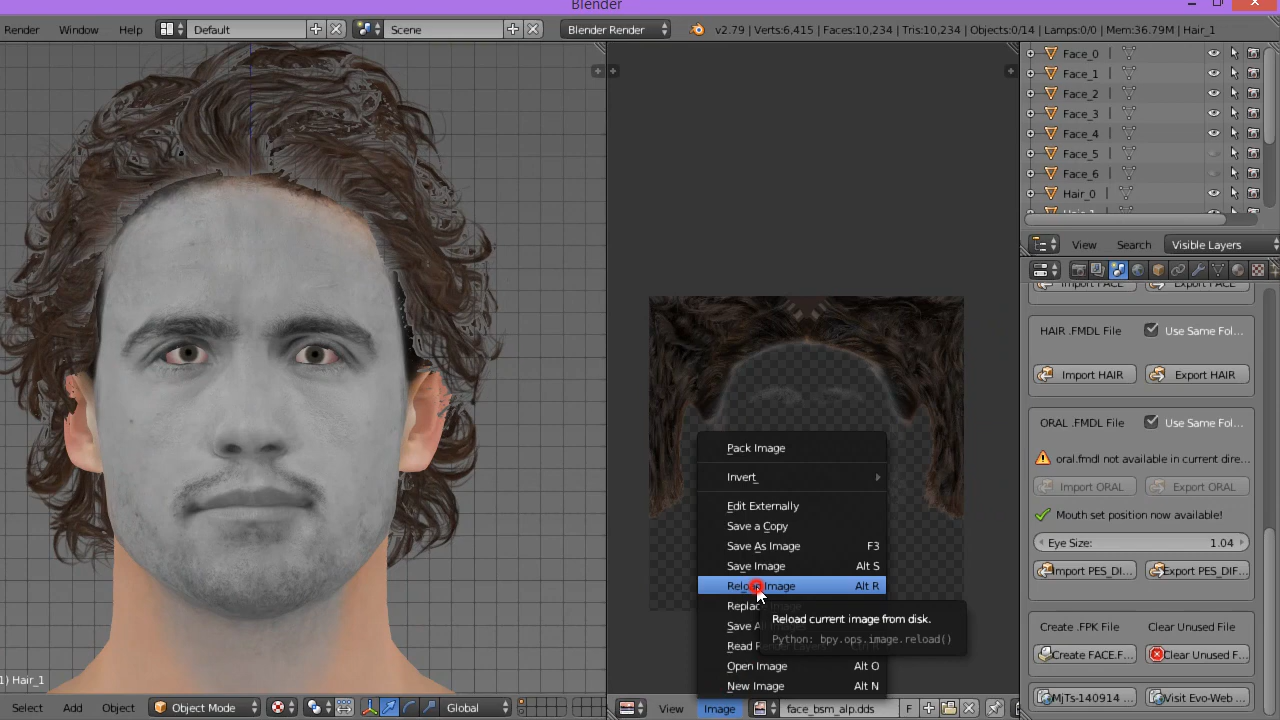 Blender
Render Window Help Default Scene Blender Render v2.79 | Verts:6,415 | Faces:10,234 | Tris:10,234 | Objects:0/14 | Lamps:0/0 | Mem:36.79M | Hair_1
Face_0
Face_1
Face_2
Face_3
Face_4
Face_5
Face_6
Hair_0
View Search Visible Layers
Import FACE Export FACE
HAIR .FMDL File Use Same Fol...
Import HAIR Export HAIR
ORAL .FMDL File Use Same Fol...
oral.fmdl not available in current dire...
Import ORAL Export ORAL
Mouth set position now available!
Eye Size: 1.04
Import PES_DI... Export PES_DIF...
Create .FPK File Clear Unused File
Create FACE.F... Clear Unused F...
MjTs-140914 Visit Evo-Web ...
Pack Image
Invert
Edit Externally
Save a Copy
Save As Image F3
Save Image Alt S
Reload Image Alt R
Replace
Save A
Read
Open Image Alt O
New Image Alt N
Reload current image from disk.
Python: bpy.ops.image.reload()
1) Hair_1
Select Add Object Object Mode Global
View Image face_bsm_alp.dds F